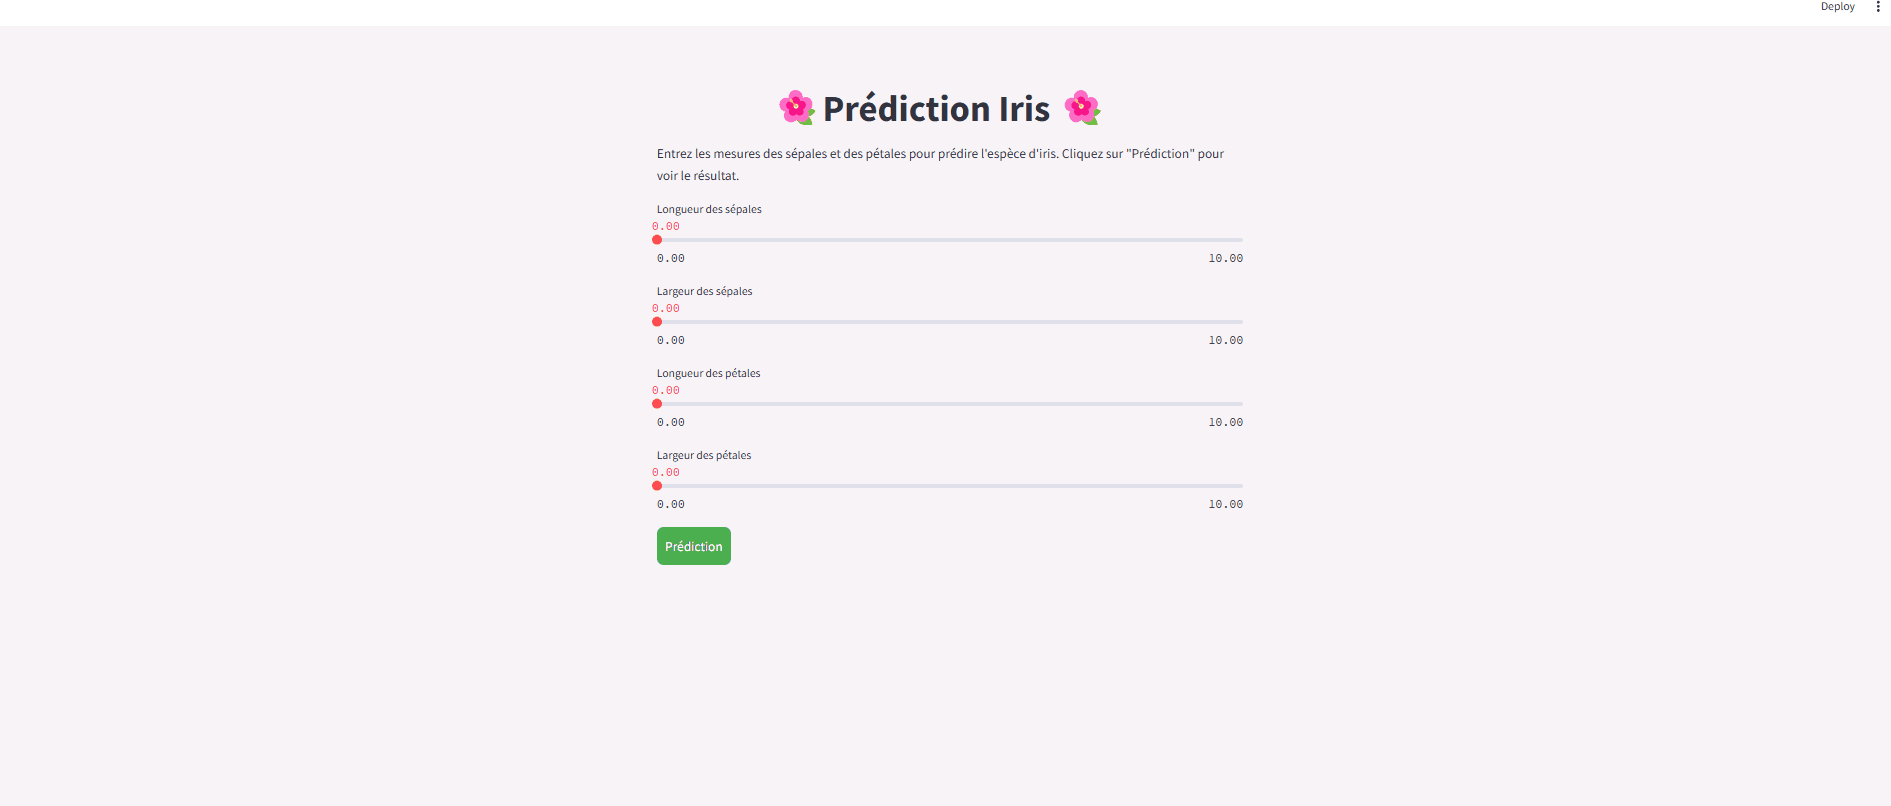 Deploy
🌺 Prédiction Iris 🌺
Entrez les mesures des sépales et des pétales pour prédire l'espèce d'iris. Cliquez sur "Prédiction" pour
voir le résultat.
Longueur des sépales
0.00
0.00 10.00
Largeur des sépales
0.00
0.00 10.00
Longueur des pétales
0.00
0.00 10.00
Largeur des pétales
0.00
0.00 10.00
Prédiction